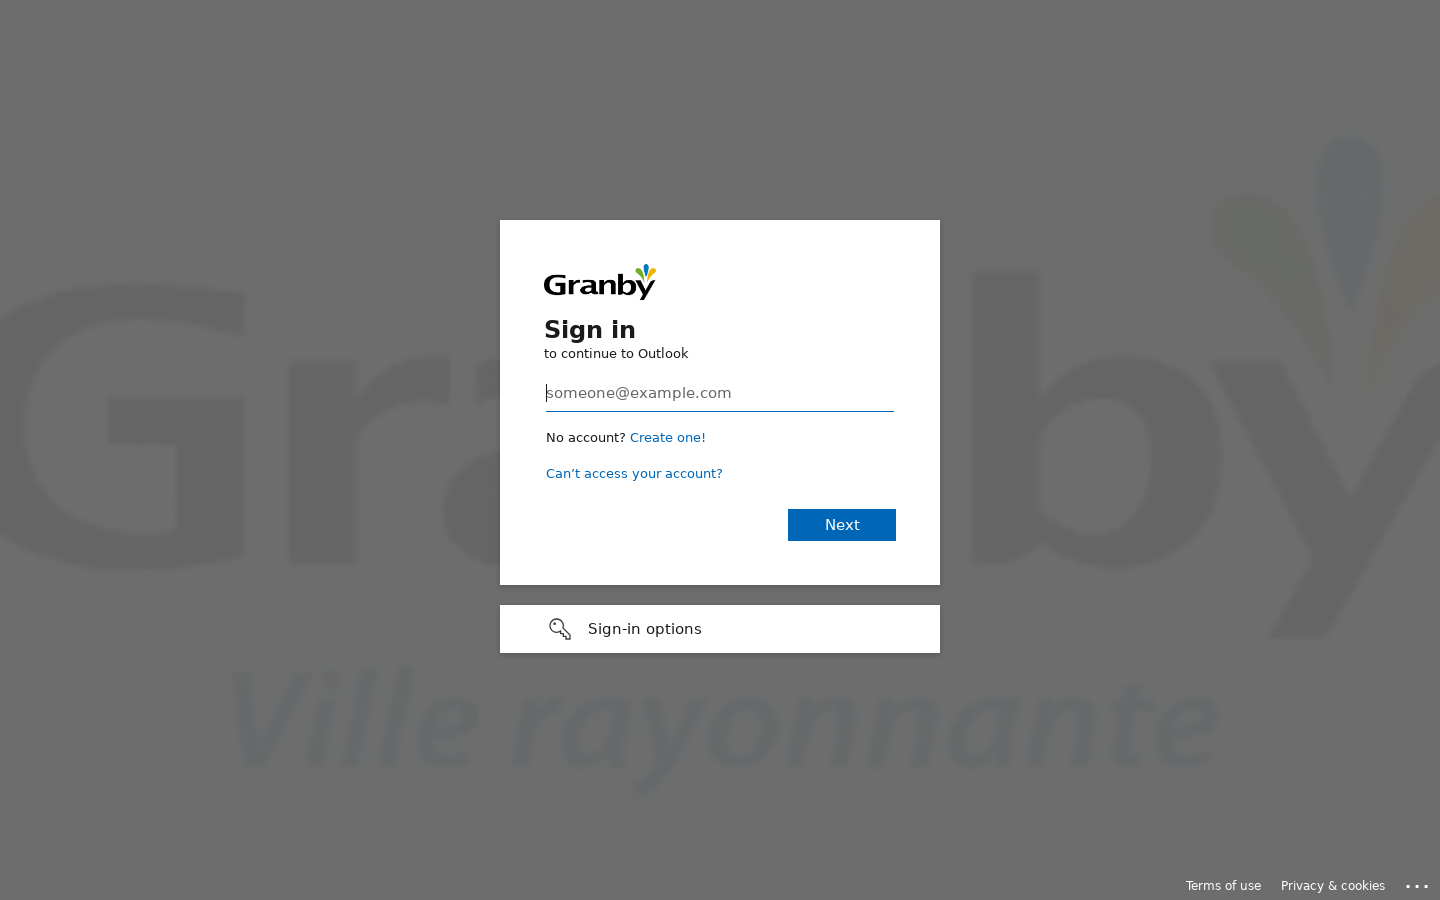 Granby
Sign in
to continue to Outlook
someone@example.com
No account? Create one!
Can’t access your account?
Next
Sign-in options
Granby
Ville rayonnante
Terms of use
Privacy & cookies
...